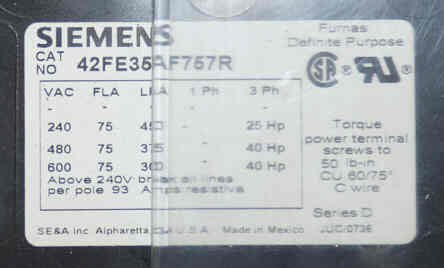 SIEMENS
CAT NO 42FE35AF757R
Furnas
Definite Purpose
VAC FLA LRA 1 Ph 3 Ph
- - - - -
240 75 450 - 25 Hp
480 75 375 - 40 Hp
600 75 300 - 40 Hp
Above 240V break all lines
per pole 93 Amps resistive
SE&A Inc. Alpharetta, GA U.S.A. Made in Mexico
Torque
power terminal
screws to
50 lb-in
CU 60/75°
C wire
Series D
JUC/0736